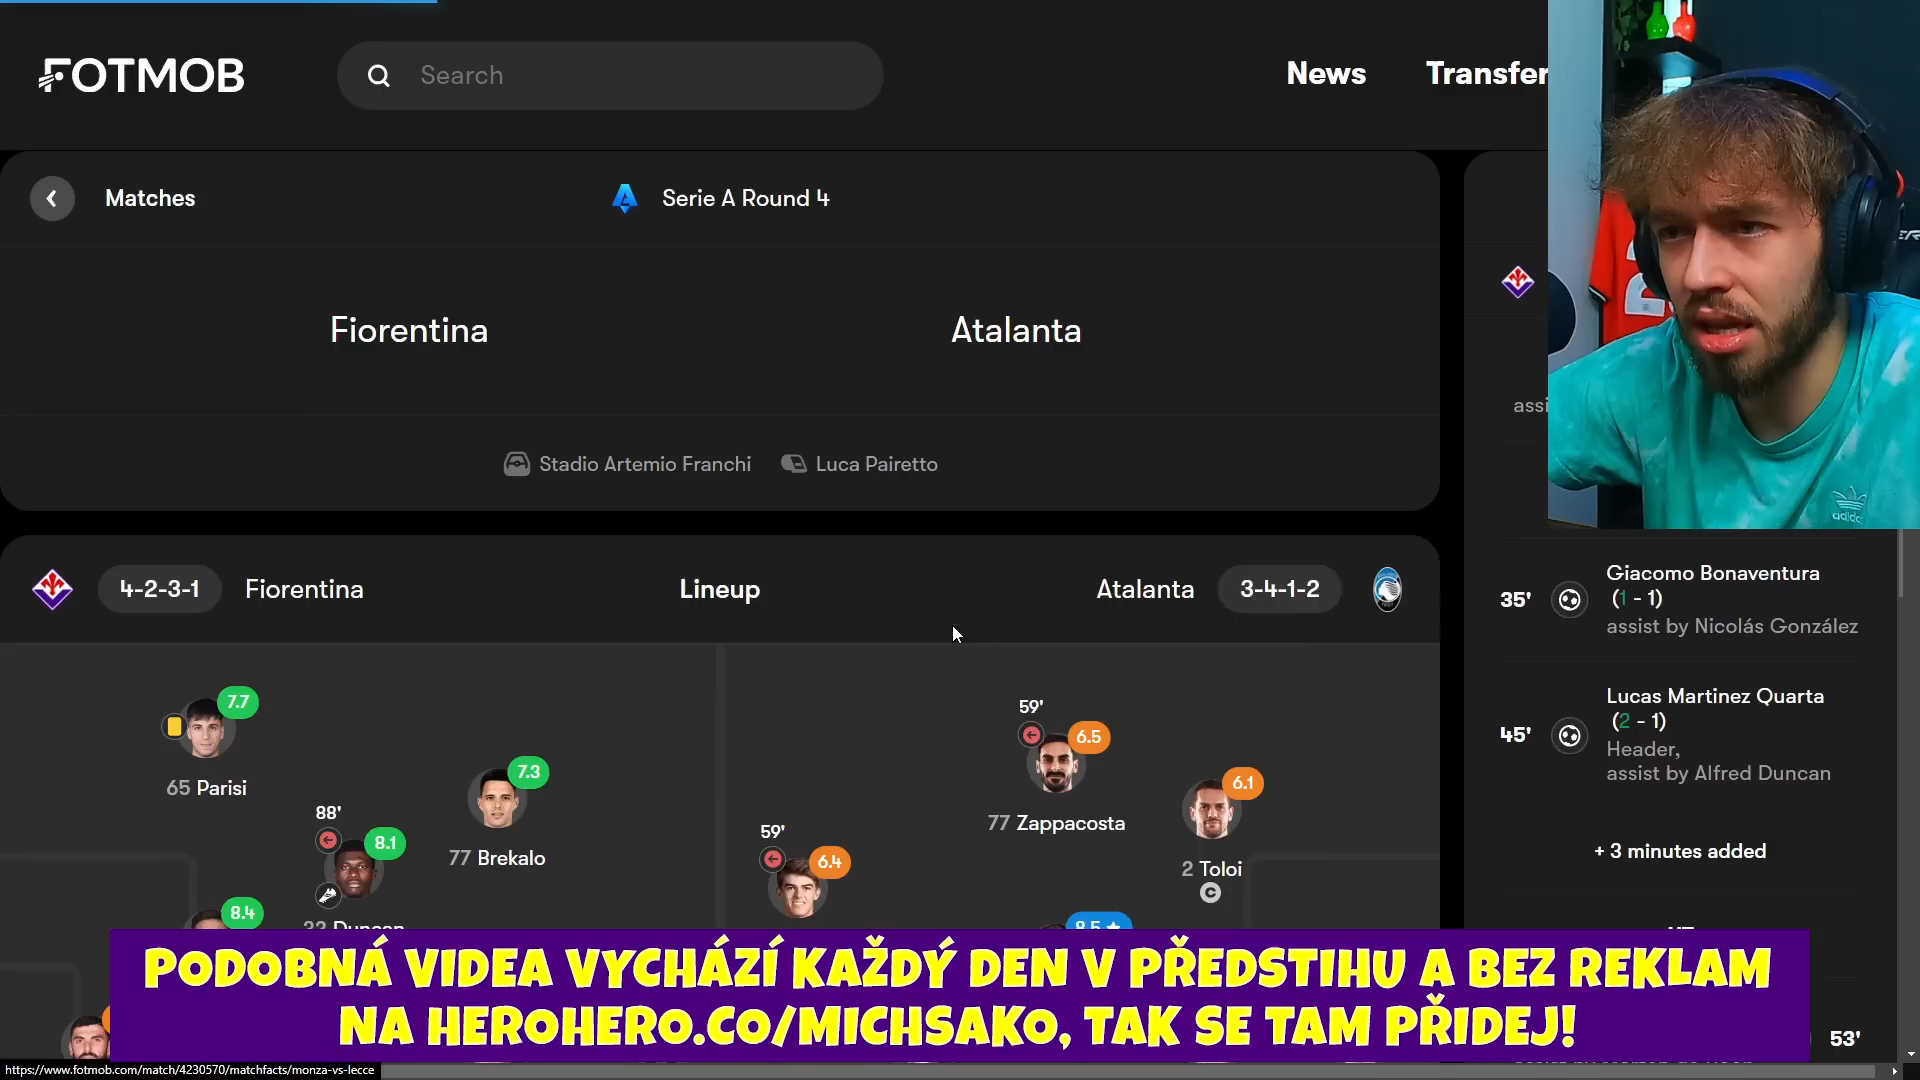 FOTMOB
Search
News
Transfer
Matches
Serie A Round 4
Fiorentina
Atalanta
Stadio Artemio Franchi
Luca Pairetto
4-2-3-1
Fiorentina
Lineup
Atalanta
3-4-1-2
7.7
65 Parisi
7.3
77 Brekalo
88'
8.1
Duncan
8.4
59'
6.5
77 Zappacosta
6.1
2 Toloi
C
59'
6.4
8.5
assi
35'
Giacomo Bonaventura
(1 - 1)
assist by Nicolás González
45'
Lucas Martinez Quarta
(2 - 1)
Header,
assist by Alfred Duncan
+ 3 minutes added
53'
adidas
PODOBNÁ VIDEA VYCHÁZÍ KAŽDÝ DEN V PŘEDSTIHU A BEZ REKLAM
NA HEROHERO.CO/MICHSAKO, TAK SE TAM PŘIDEJ!
https://www.fotmob.com/match/4230570/matchfacts/monza-vs-lecce